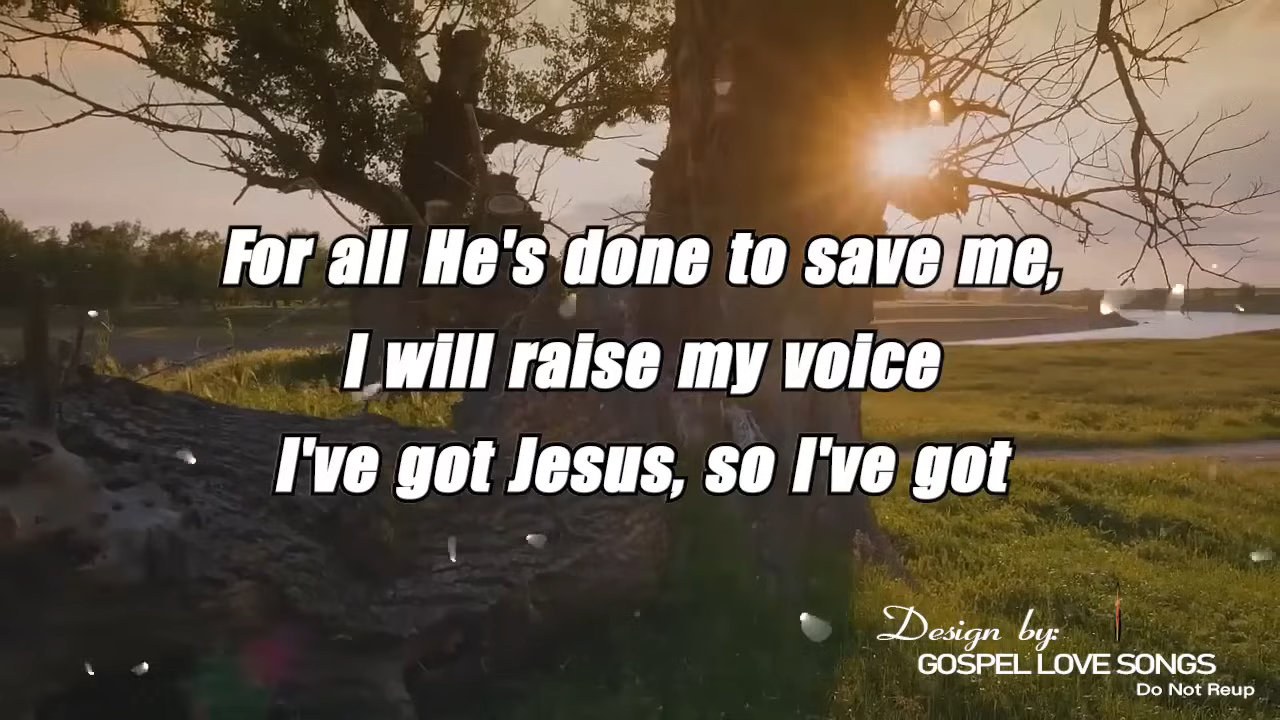 For all He's done to save me,
I will raise my voice
I've got Jesus, so I've got
Design by:
GOSPEL LOVE SONGS
Do Not Reup